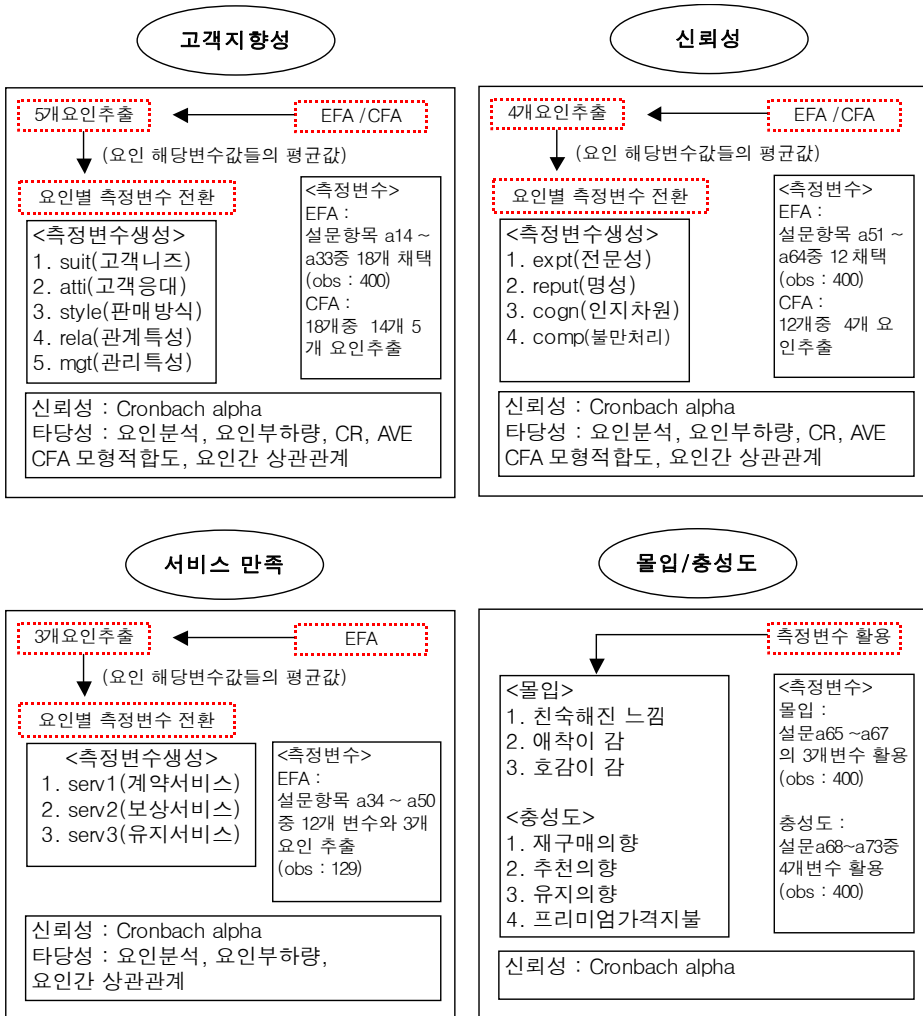 고객지향성
5개요인추출
EFA /CFA
(요인 해당변수값들의 평균값)
요인별 측정변수 전환
<측정변수생성>
1. suit(고객니즈)
2. atti(고객응대)
3. style(판매방식)
4. rela(관계특성)
5. mgt(관리특성)
<측정변수>
EFA :
설문항목 a14 ~
a33중 18개 채택
(obs : 400)
CFA :
18개중 14개 5
개 요인추출
신뢰성 : Cronbach alpha
타당성 : 요인분석, 요인부하량, CR, AVE
CFA 모형적합도, 요인간 상관관계
신뢰성
4개요인추출
EFA /CFA
(요인 해당변수값들의 평균값)
요인별 측정변수 전환
<측정변수생성>
1. expt(전문성)
2. reput(명성)
3. cogn(인지차원)
4. comp(불만처리)
<측정변수>
EFA :
설문항목 a51 ~
a64중 12 채택
(obs : 400)
CFA :
12개중 4개 요
인추출
신뢰성 : Cronbach alpha
타당성 : 요인분석, 요인부하량, CR, AVE
CFA 모형적합도, 요인간 상관관계
서비스 만족
3개요인추출
EFA
(요인 해당변수값들의 평균값)
요인별 측정변수 전환
<측정변수생성>
1. serv1(계약서비스)
2. serv2(보상서비스)
3. serv3(유지서비스)
<측정변수>
EFA :
설문항목 a34 ~ a50
중 12개 변수와 3개
요인 추출
(obs : 129)
신뢰성 : Cronbach alpha
타당성 : 요인분석, 요인부하량,
요인간 상관관계
몰입/충성도
측정변수 활용
<몰입>
1. 친숙해진 느낌
2. 애착이 감
3. 호감이 감
<충성도>
1. 재구매의향
2. 추천의향
3. 유지의향
4. 프리미엄가격지불
<측정변수>
몰입 :
설문a65 ~a67
의 3개변수 활용
(obs : 400)
충성도 :
설문a68~a73중
4개변수 활용
(obs : 400)
신뢰성 : Cronbach alpha